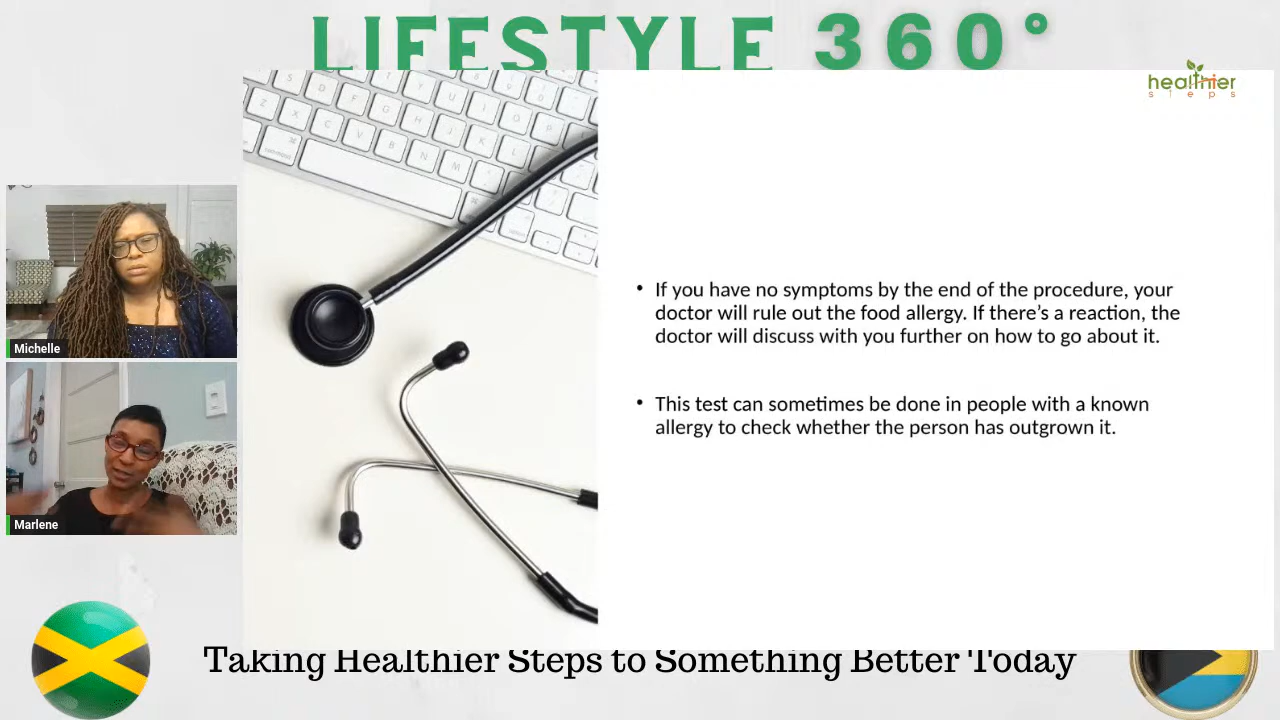 LIFESTYLE 360°
healthier
steps
Michelle
Marlene
• If you have no symptoms by the end of the procedure, your
doctor will rule out the food allergy. If there’s a reaction, the
doctor will discuss with you further on how to go about it.
• This test can sometimes be done in people with a known
allergy to check whether the person has outgrown it.
Taking Healthier Steps to Something Better Today